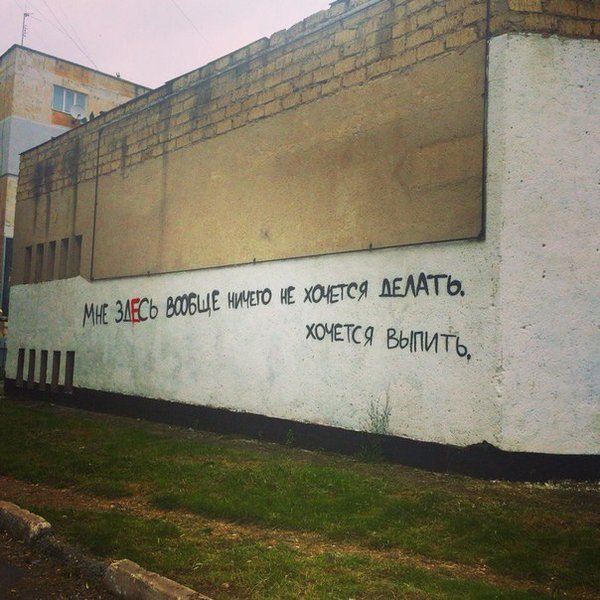 МНЕ ЗДЕСЬ ВООБЩЕ НИЧЕГО НЕ ХОЧЕТСЯ ДЕЛАТЬ.
ХОЧЕТСЯ ВЫПИТЬ.